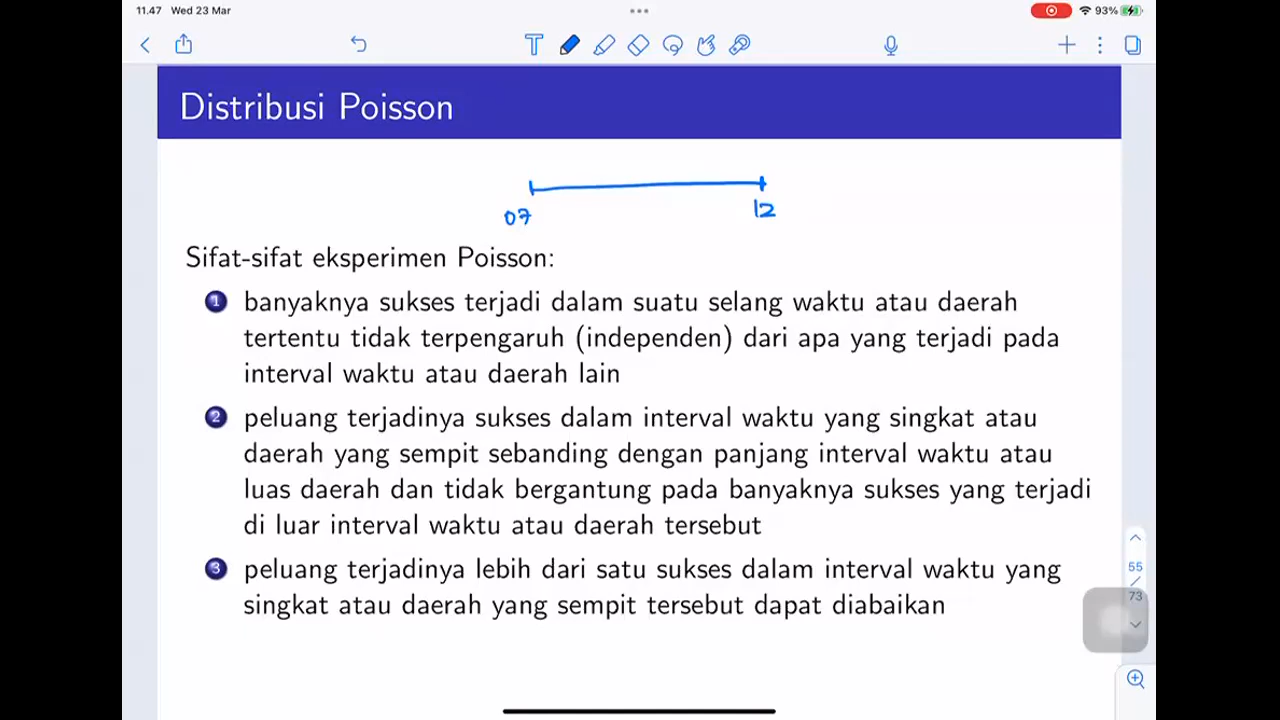 11.47 Wed 23 Mar
93%
Distribusi Poisson
07 12
Sifat-sifat eksperimen Poisson:
1 banyaknya sukses terjadi dalam suatu selang waktu atau daerah
tertentu tidak terpengaruh (independen) dari apa yang terjadi pada
interval waktu atau daerah lain
2 peluang terjadinya sukses dalam interval waktu yang singkat atau
daerah yang sempit sebanding dengan panjang interval waktu atau
luas daerah dan tidak bergantung pada banyaknya sukses yang terjadi
di luar interval waktu atau daerah tersebut
3 peluang terjadinya lebih dari satu sukses dalam interval waktu yang
singkat atau daerah yang sempit tersebut dapat diabaikan
55
/
73